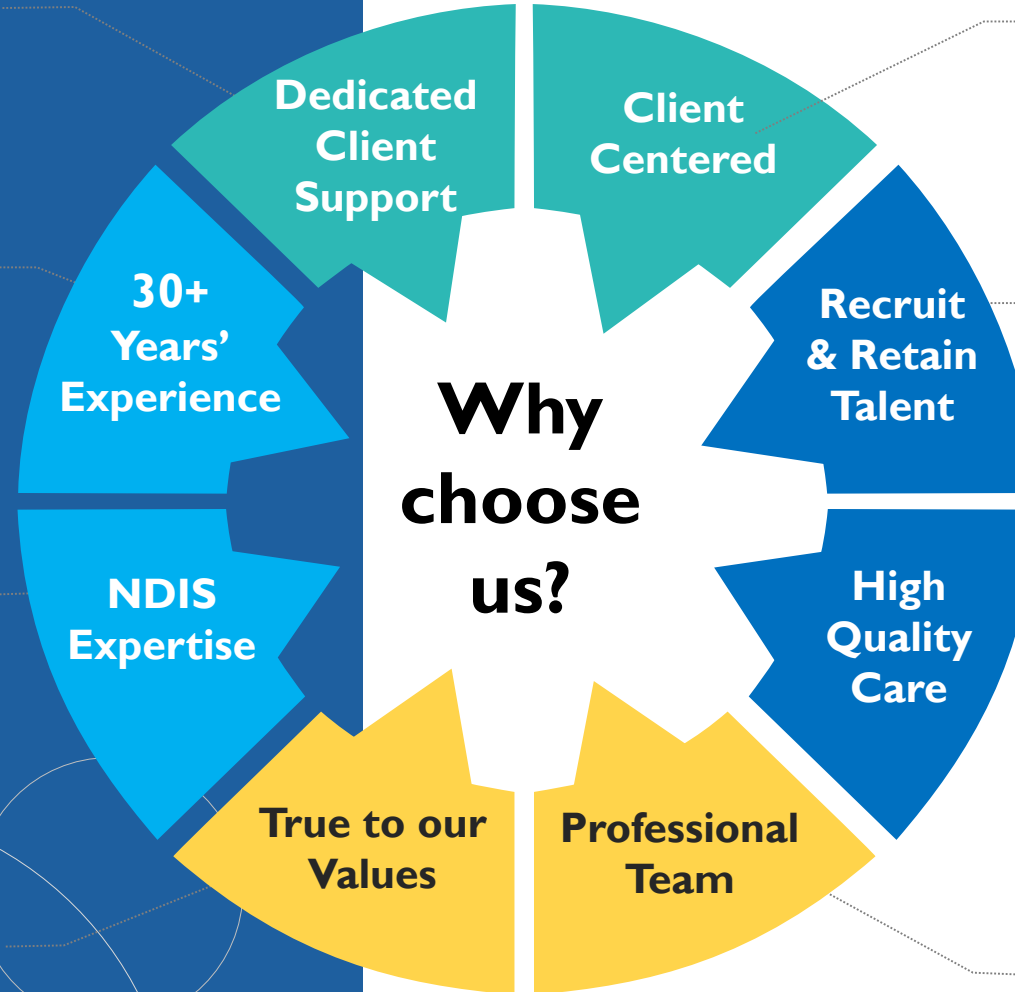 Why
choose
us?
Dedicated
Client
Support
Client
Centered
Recruit
& Retain
Talent
High
Quality
Care
Professional
Team
True to our
Values
NDIS
Expertise
30+
Years’
Experience